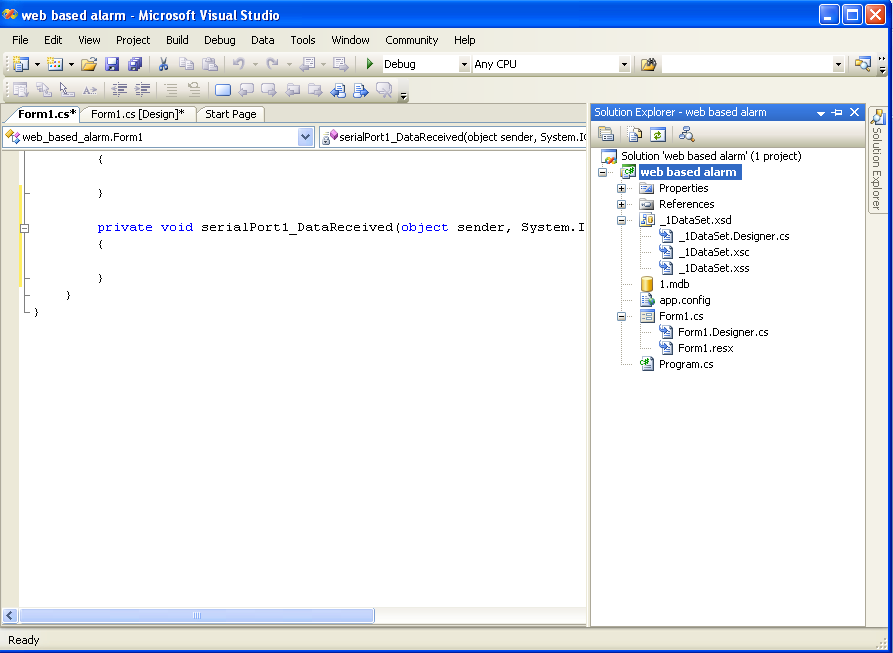 web based alarm - Microsoft Visual Studio
File Edit View Project Build Debug Data Tools Window Community Help
Debug Any CPU
Form1.cs* Form1.cs [Design]* Start Page
web_based_alarm.Form1 serialPort1_DataReceived(object sender, System.IO
{
}
private void serialPort1_DataReceived(object sender, System.I
{
}
}
}
Solution Explorer - web based alarm
Solution 'web based alarm' (1 project)
web based alarm
Properties
References
_1DataSet.xsd
_1DataSet.Designer.cs
_1DataSet.xsc
_1DataSet.xss
1.mdb
app.config
Form1.cs
Form1.Designer.cs
Form1.resx
Program.cs
Solution Explorer
Ready